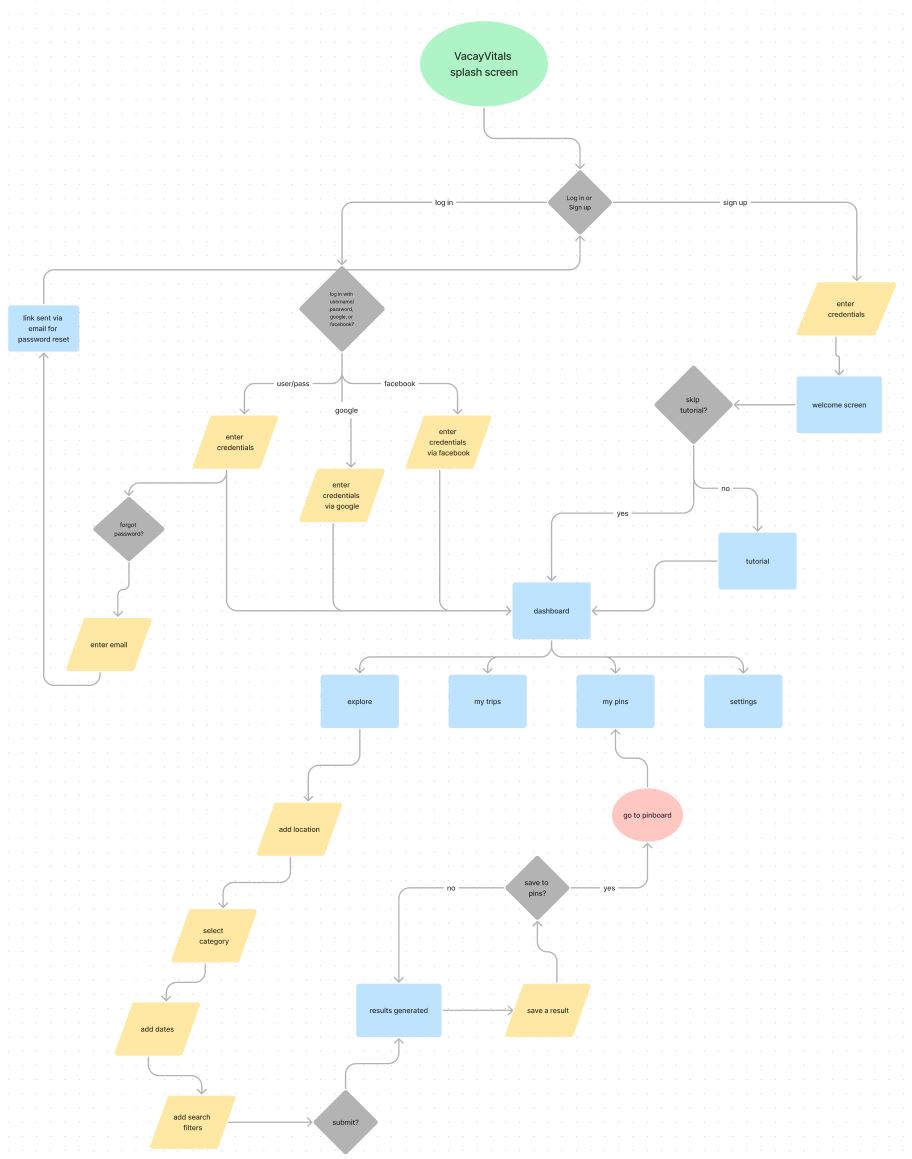 VacayVitals
splash screen
Log in or
Sign up
log in
sign up
log in with
username/
password,
google, or
facebook?
enter
credentials
link sent via
email for
password reset
user/pass
facebook
google
skip
tutorial?
welcome screen
enter
credentials
enter
credentials
via facebook
enter
credentials
via google
no
yes
forgot
password?
tutorial
dashboard
enter email
explore
my trips
my pins
settings
add location
go to pinboard
save to
pins?
no
yes
select
category
results generated
save a result
add dates
add search
filters
submit?